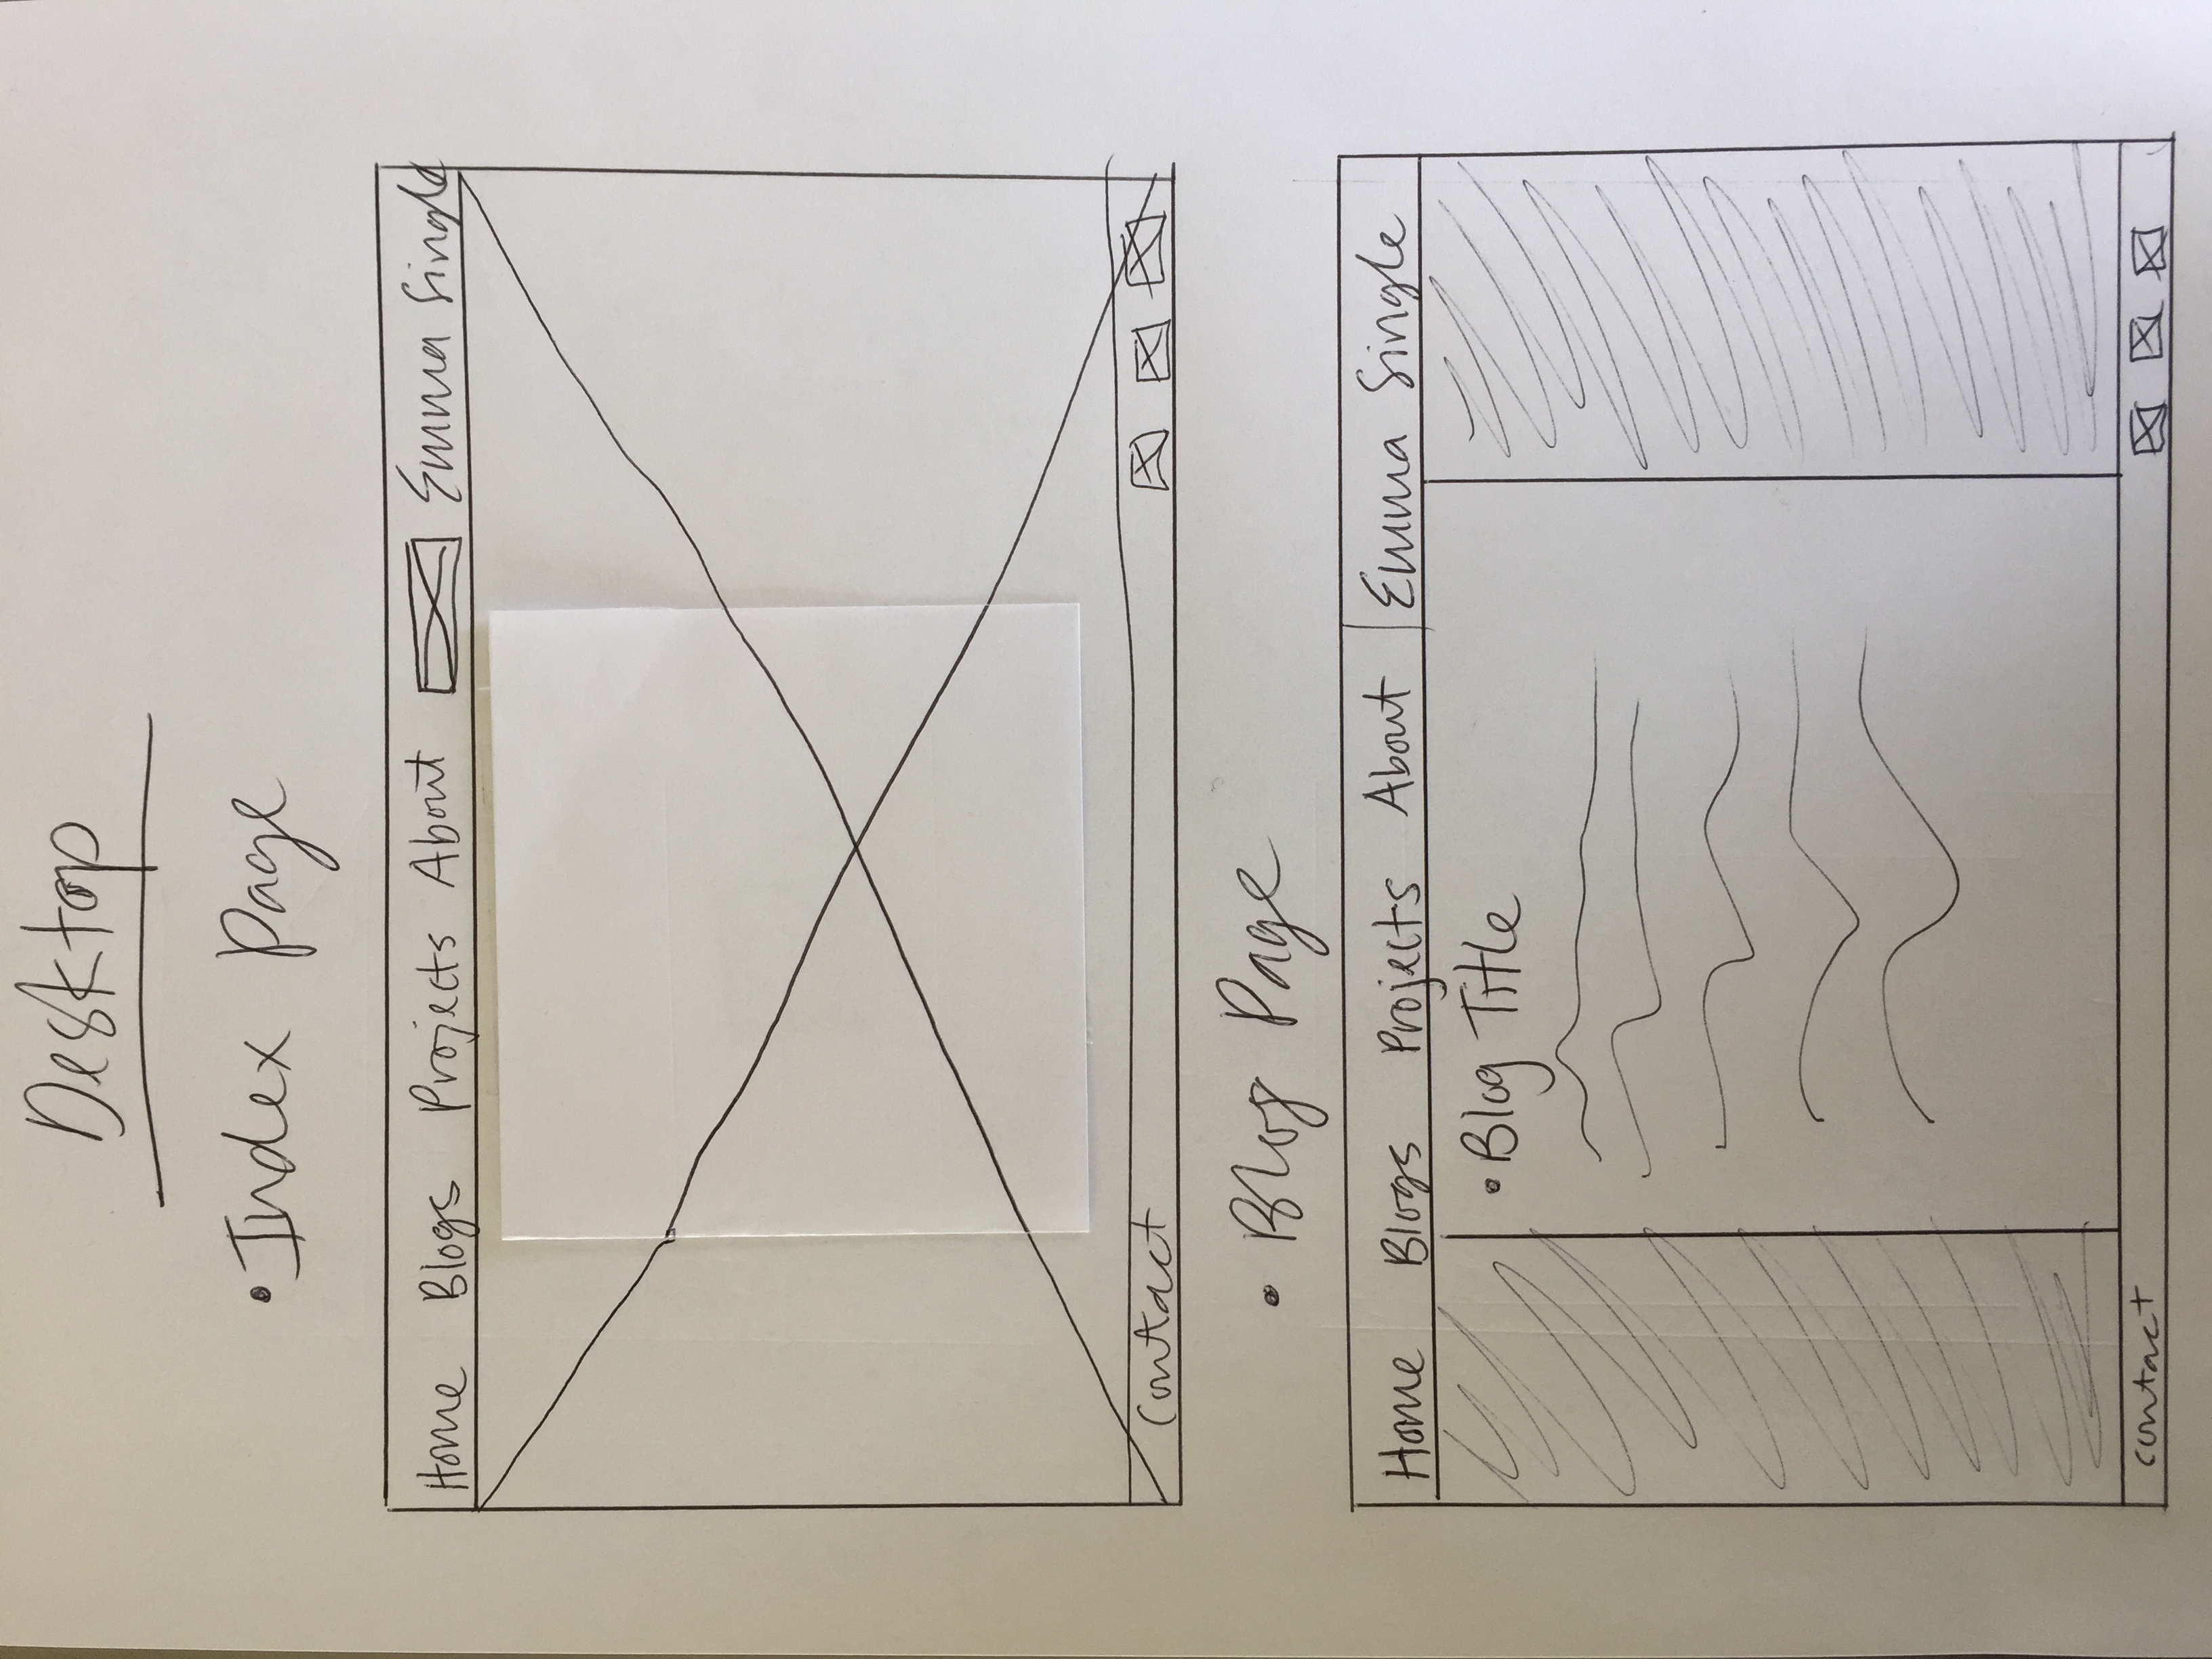 Desktop
• Index Page
Home Blogs Projects About Emma Single
Contact
• Blog Page
Home Blogs Projects About Emma Single
• Blog Title
contact